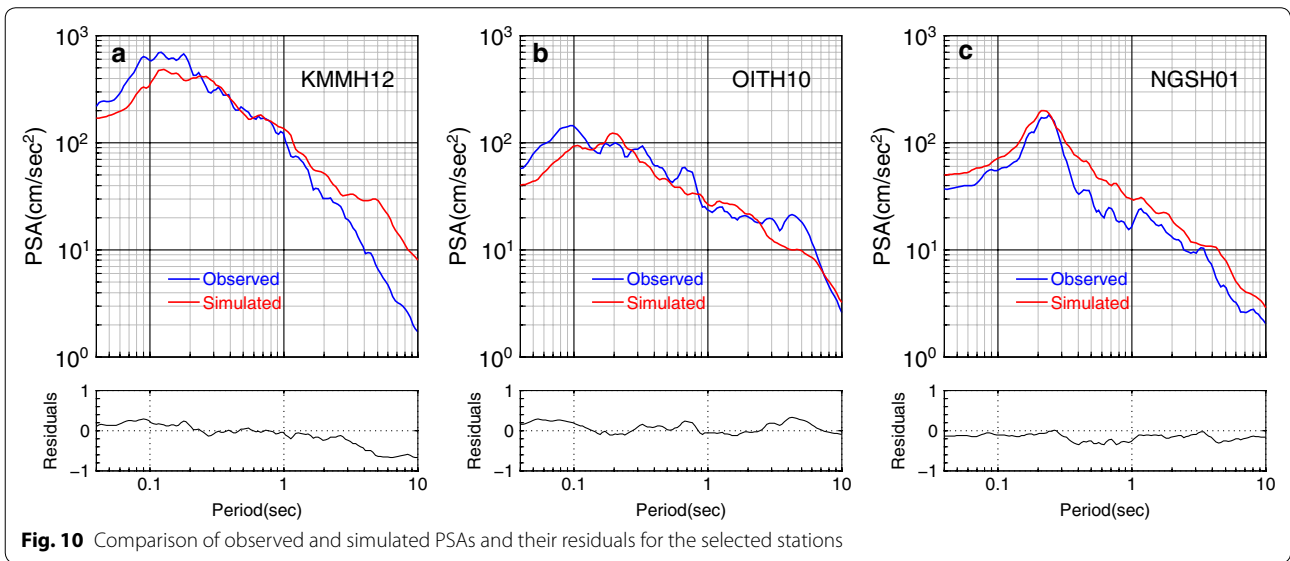 a
KMMH12
PSA(cm/sec²)
10³
10²
10¹
10⁰
Observed
Simulated
Residuals
1
0
−1
0.1
1
10
Period(sec)
b
OITH10
PSA(cm/sec²)
10³
10²
10¹
10⁰
Observed
Simulated
Residuals
1
0
−1
0.1
1
10
Period(sec)
c
NGSH01
PSA(cm/sec²)
10³
10²
10¹
10⁰
Observed
Simulated
Residuals
1
0
−1
0.1
1
10
Period(sec)
Fig. 10 Comparison of observed and simulated PSAs and their residuals for the selected stations